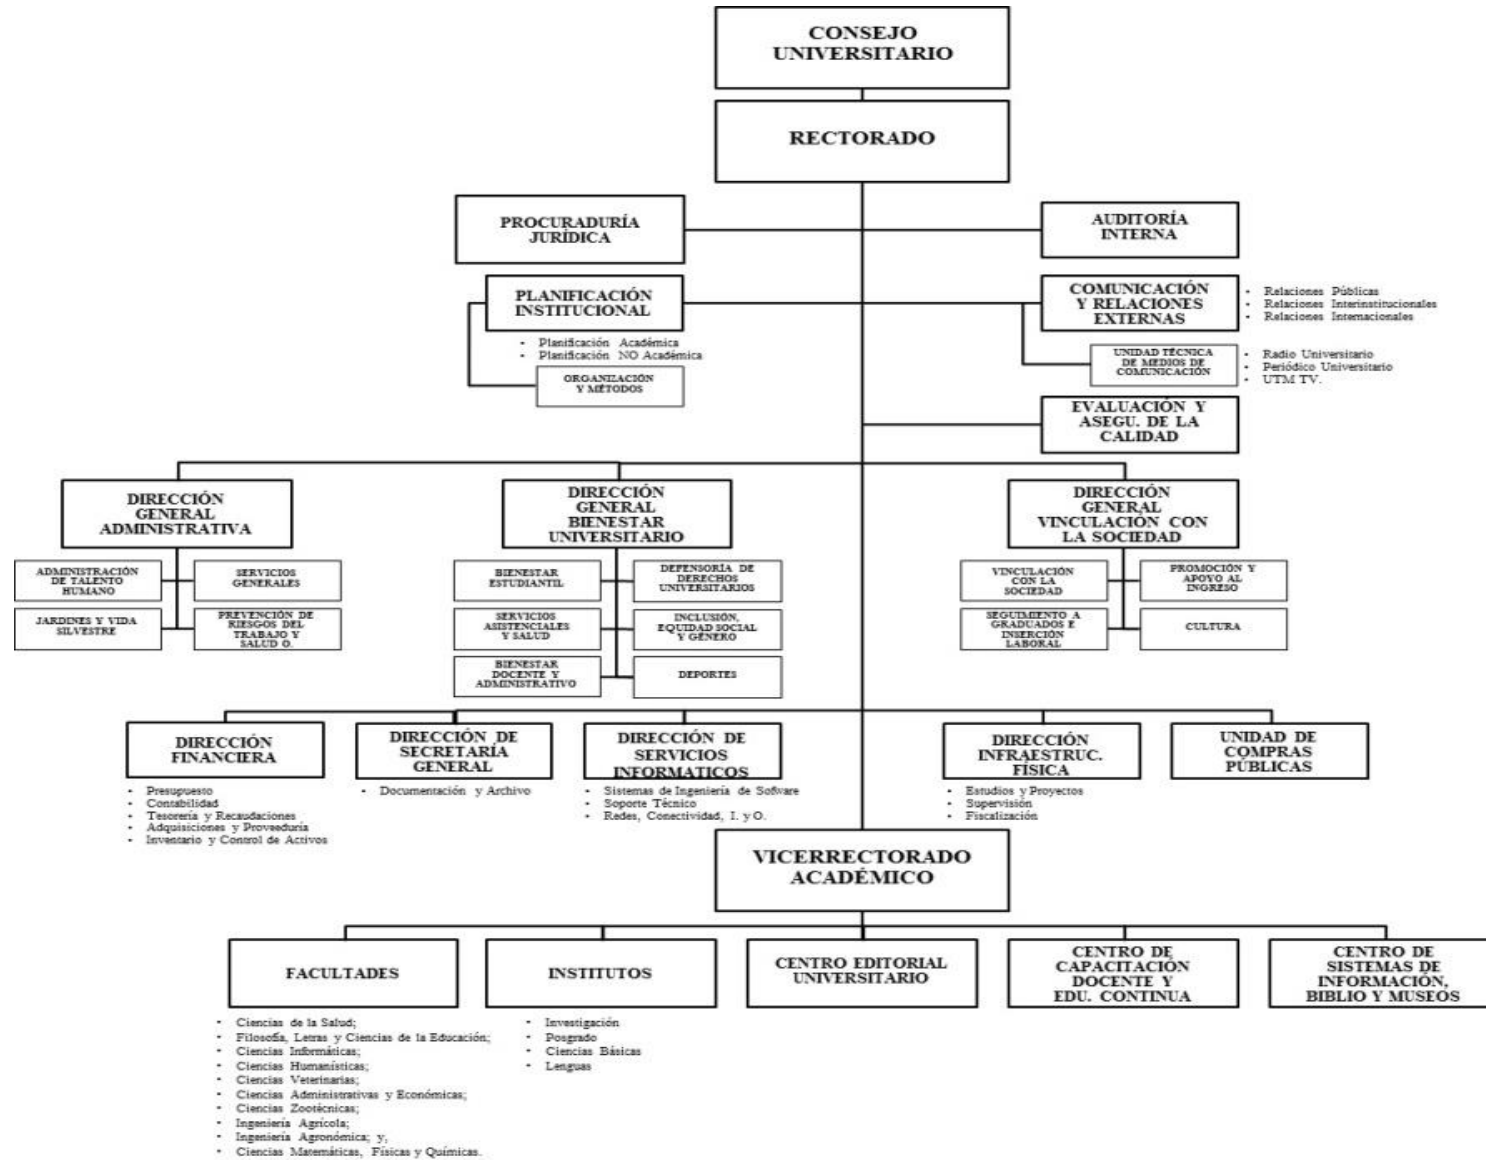 CONSEJO
UNIVERSITARIO
RECTORADO
PROCURADURÍA
JURÍDICA
AUDITORÍA
INTERNA
PLANIFICACIÓN
INSTITUCIONAL
• Planificación Académica
• Planificación NO Académica
ORGANIZACIÓN
Y MÉTODOS
COMUNICACIÓN
Y RELACIONES
EXTERNAS
• Relaciones Públicas
• Relaciones Interinstitucionales
• Relaciones Internacionales
UNIDAD TÉCNICA
DE MEDIOS DE
COMUNICACIÓN
• Radio Universitario
• Periódico Universitario
• UTM TV.
EVALUACIÓN Y
ASEGU. DE LA
CALIDAD
DIRECCIÓN
GENERAL
ADMINISTRATIVA
ADMINISTRACIÓN
DE TALENTO
HUMANO
SERVICIOS
GENERALES
JARDINES Y VIDA
SILVESTRE
PREVENCIÓN DE
RIESGOS DEL
TRABAJO Y
SALUD O.
DIRECCIÓN
GENERAL
BIENESTAR
UNIVERSITARIO
BIENESTAR
ESTUDIANTIL
DEFENSORÍA DE
DERECHOS
UNIVERSITARIOS
SERVICIOS
ASISTENCIALES
Y SALUD
INCLUSIÓN,
EQUIDAD SOCIAL
Y GÉNERO
BIENESTAR
DOCENTE Y
ADMINISTRATIVO
DEPORTES
DIRECCIÓN
GENERAL
VINCULACIÓN CON
LA SOCIEDAD
VINCULACIÓN
CON LA
SOCIEDAD
PROMOCIÓN Y
APOYO AL
INGRESO
SEGUIMIENTO A
GRADUADOS E
INSERCIÓN
LABORAL
CULTURA
DIRECCIÓN
FINANCIERA
• Presupuesto
• Contabilidad
• Tesorería y Recaudaciones
• Adquisiciones y Proveeduría
• Inventario y Control de Activos
DIRECCIÓN DE
SECRETARÍA
GENERAL
• Documentación y Archivo
DIRECCIÓN DE
SERVICIOS
INFORMATICOS
• Sistemas de Ingeniería de Sofware
• Soporte Técnico
• Redes, Conectividad, I. y O.
DIRECCIÓN
INFRAESTRUC.
FÍSICA
• Estudios y Proyectos
• Supervisión
• Fiscalización
UNIDAD DE
COMPRAS
PÚBLICAS
VICERRECTORADO
ACADÉMICO
FACULTADES
• Ciencias de la Salud;
• Filosofía, Letras y Ciencias de la Educación;
• Ciencias Informáticas;
• Ciencias Humanísticas;
• Ciencias Veterinarias;
• Ciencias Administrativas y Económicas;
• Ciencias Zootécnicas;
• Ingeniería Agrícola;
• Ingeniería Agronómica; y,
• Ciencias Matemáticas, Físicas y Químicas.
INSTITUTOS
• Investigación
• Posgrado
• Ciencias Básicas
• Lenguas
CENTRO EDITORIAL
UNIVERSITARIO
CENTRO DE
CAPACITACIÓN
DOCENTE Y
EDU. CONTINUA
CENTRO DE
SISTEMAS DE
INFORMACIÓN,
BIBLIO Y MUSEOS